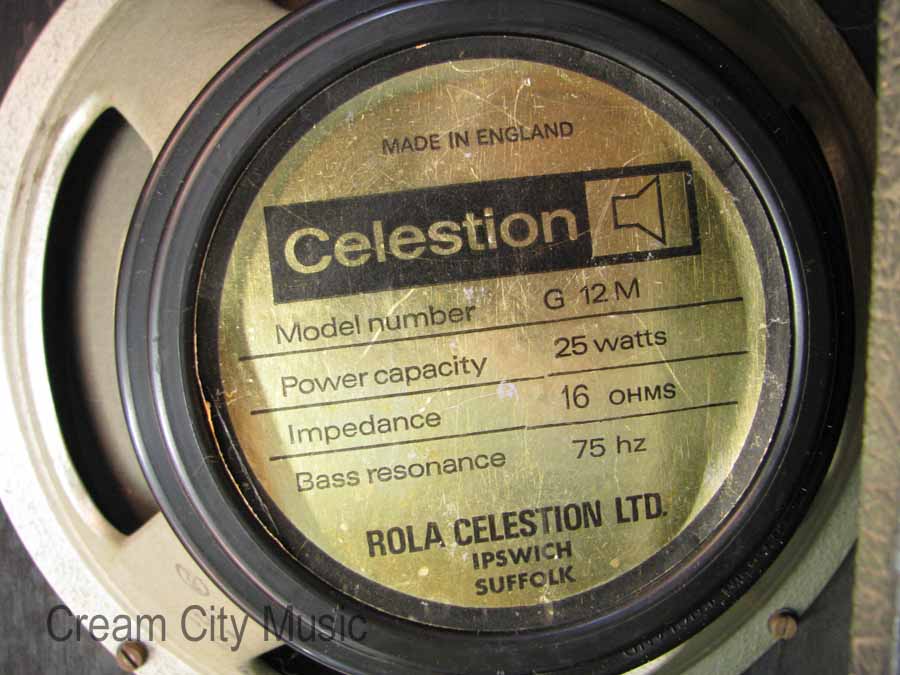 MADE IN ENGLAND
Celestion
Model number G 12 M
Power capacity 25 watts
Impedance 16 OHMS
Bass resonance 75 hz
ROLA CELESTION LTD.
IPSWICH
SUFFOLK
Cream City Music